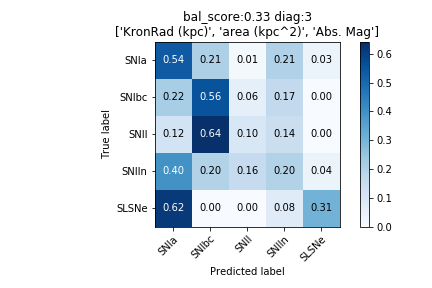 bal_score:0.33 diag:3
['KronRad (kpc)', 'area (kpc^2)', 'Abs. Mag']
True label
SNIa 0.54 0.21 0.01 0.21 0.03
SNIbc 0.22 0.56 0.06 0.17 0.00
SNII 0.12 0.64 0.10 0.14 0.00
SNIIn 0.40 0.20 0.16 0.20 0.04
SLSNe 0.62 0.00 0.00 0.08 0.31
SNIa SNIbc SNII SNIIn SLSNe
Predicted label
0.6
0.5
0.4
0.3
0.2
0.1
0.0